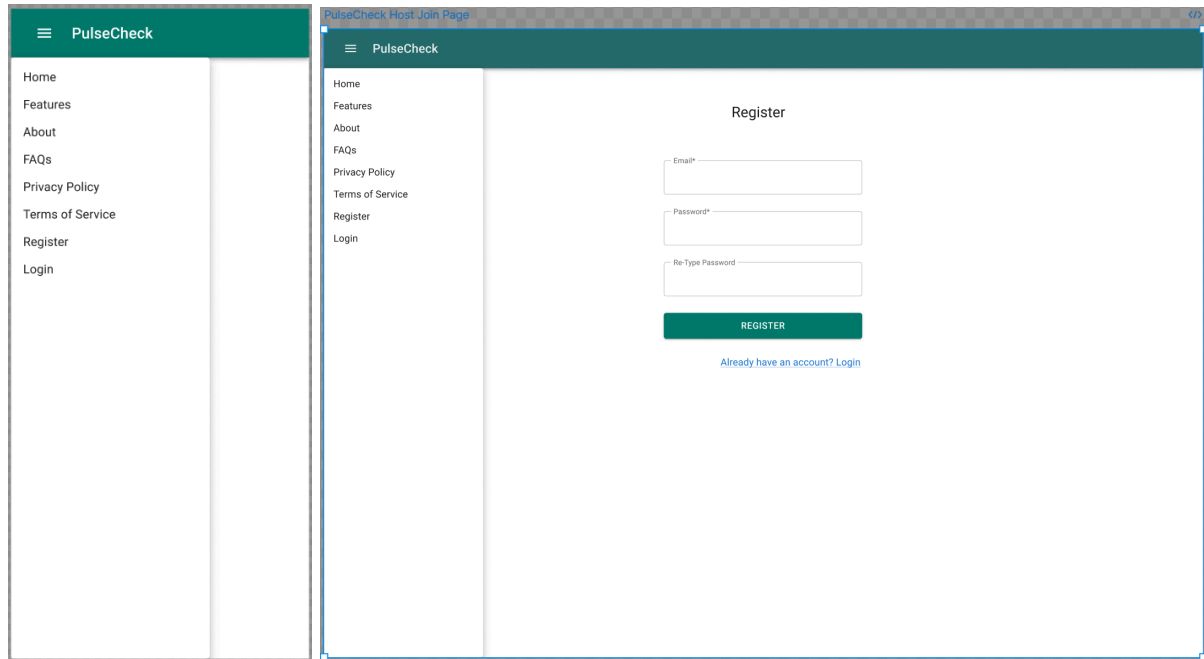 PulseCheck
Home
Features
About
FAQs
Privacy Policy
Terms of Service
Register
Login
PulseCheck Host Join Page
</>
PulseCheck
Home
Features
About
FAQs
Privacy Policy
Terms of Service
Register
Login
Register
Email*
Password*
Re-Type Password
REGISTER
Already have an account? Login